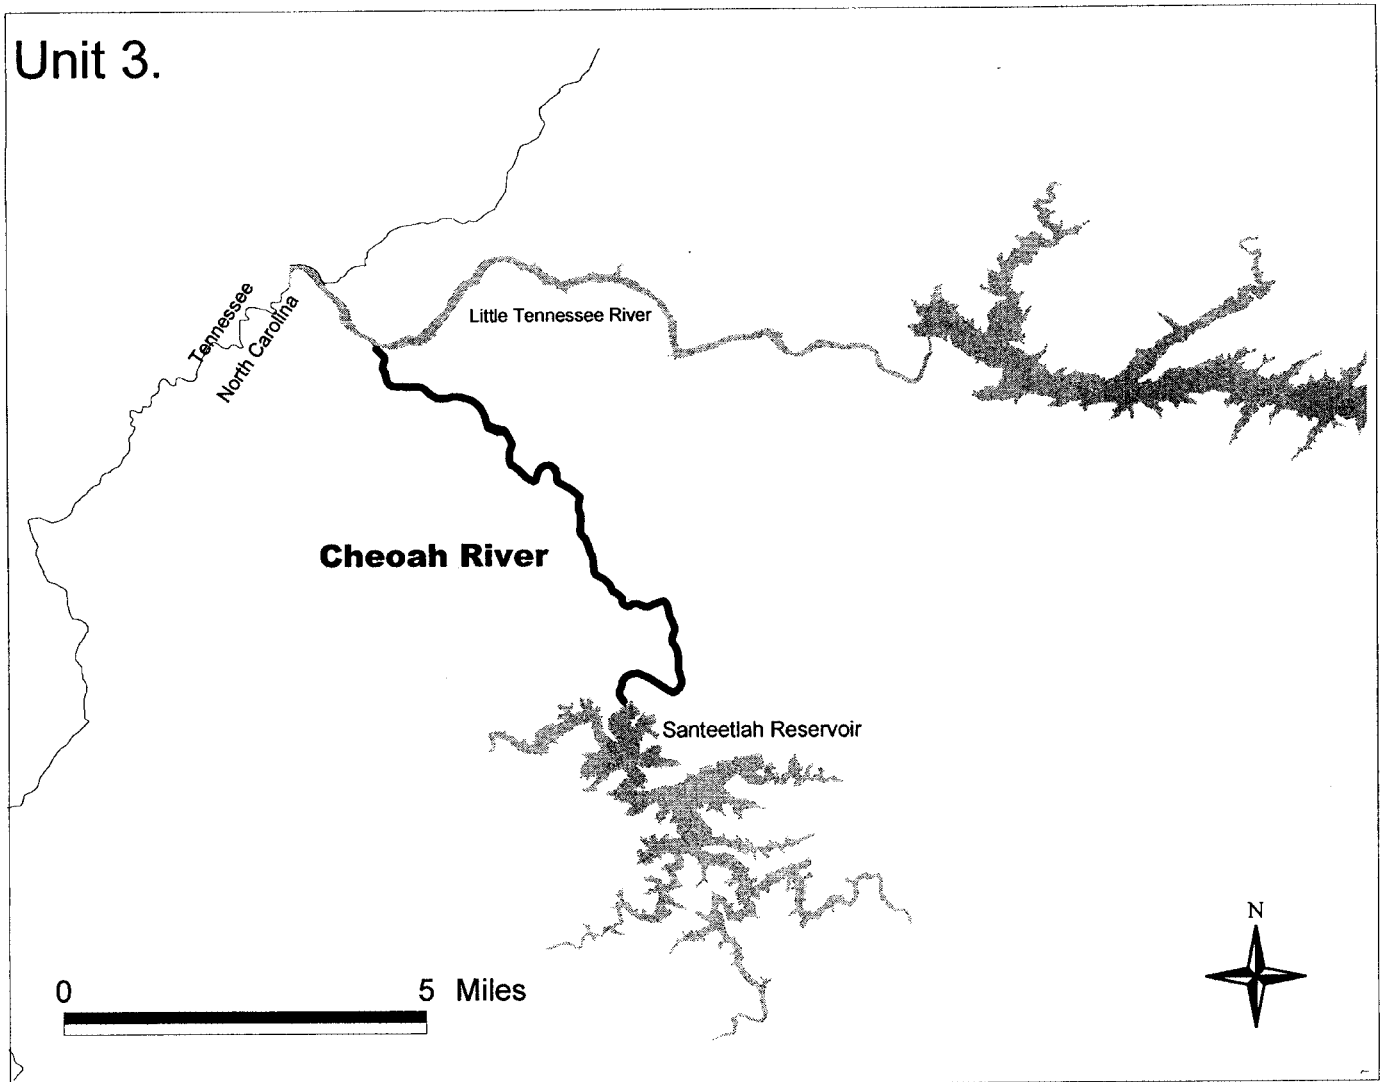 Unit 3.
Tennessee
North Carolina
Little Tennessee River
Cheoah River
Santeetlah Reservoir
N
0 5 Miles